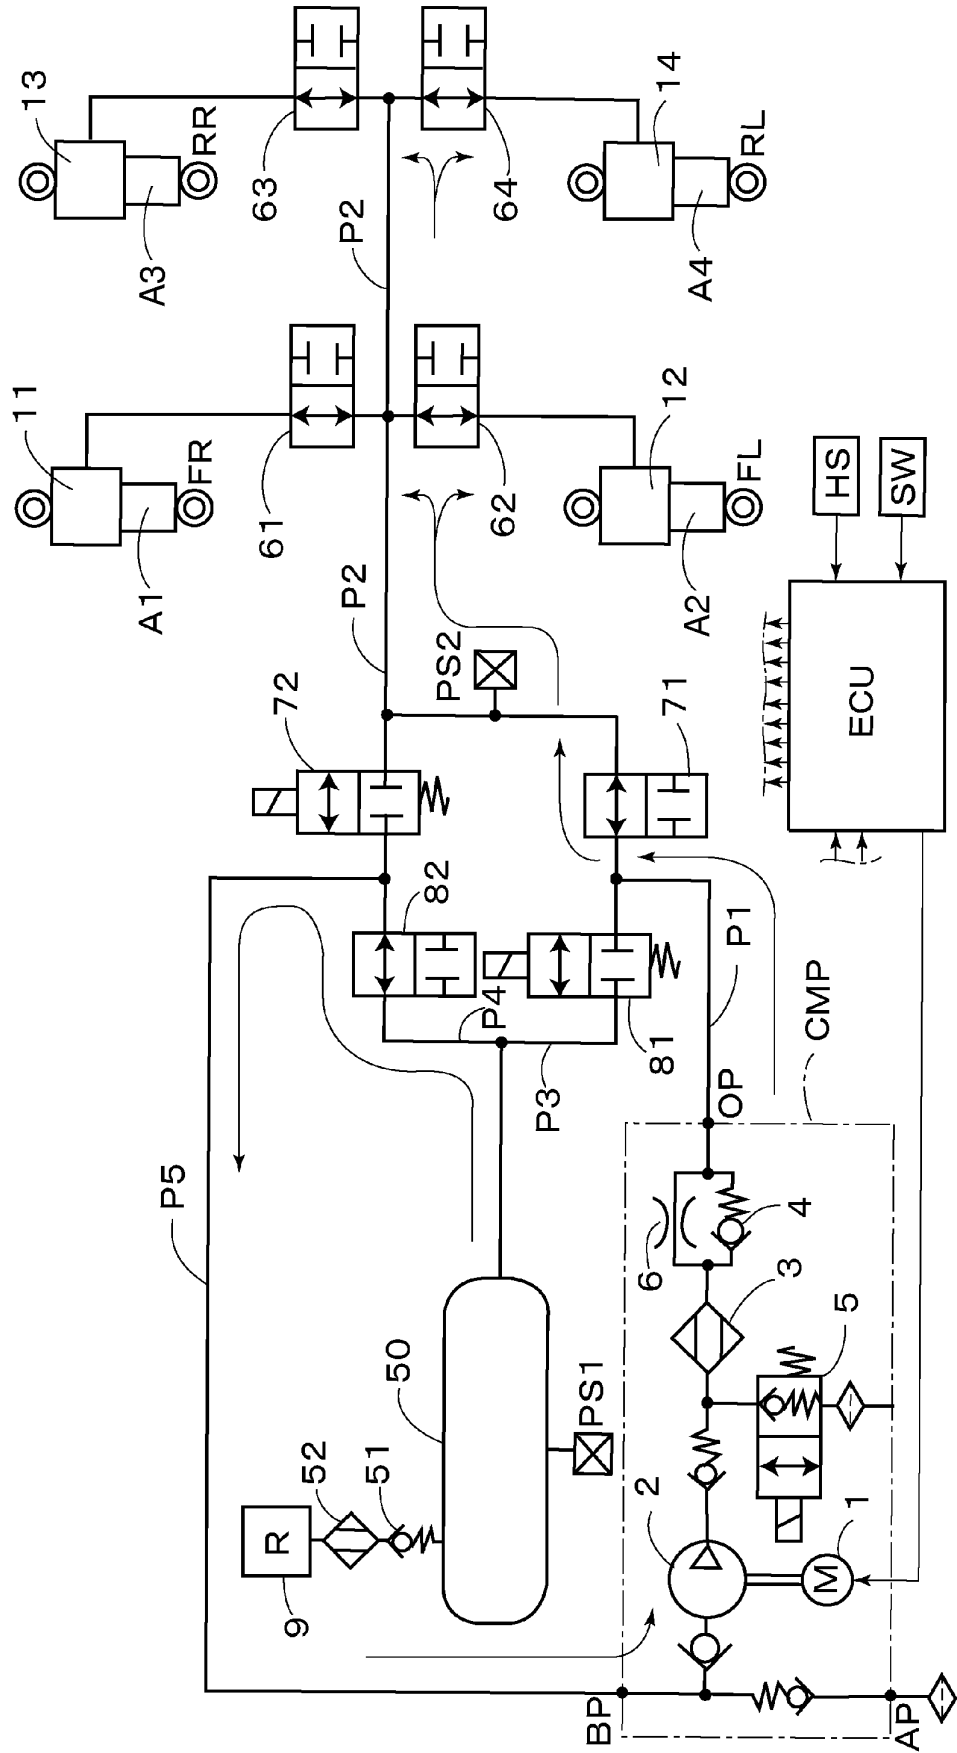 13
RR
A3
63
64
14
RL
A4
P2
11
FR
A1
61
62
12
FL
A2
P2
HS
SW
ECU
72
PS2
71
82
P4
81
P3
P1
CMP
OP
P5
6
4
3
5
50
PS1
52
51
R
9
2
1
M
BP
AP